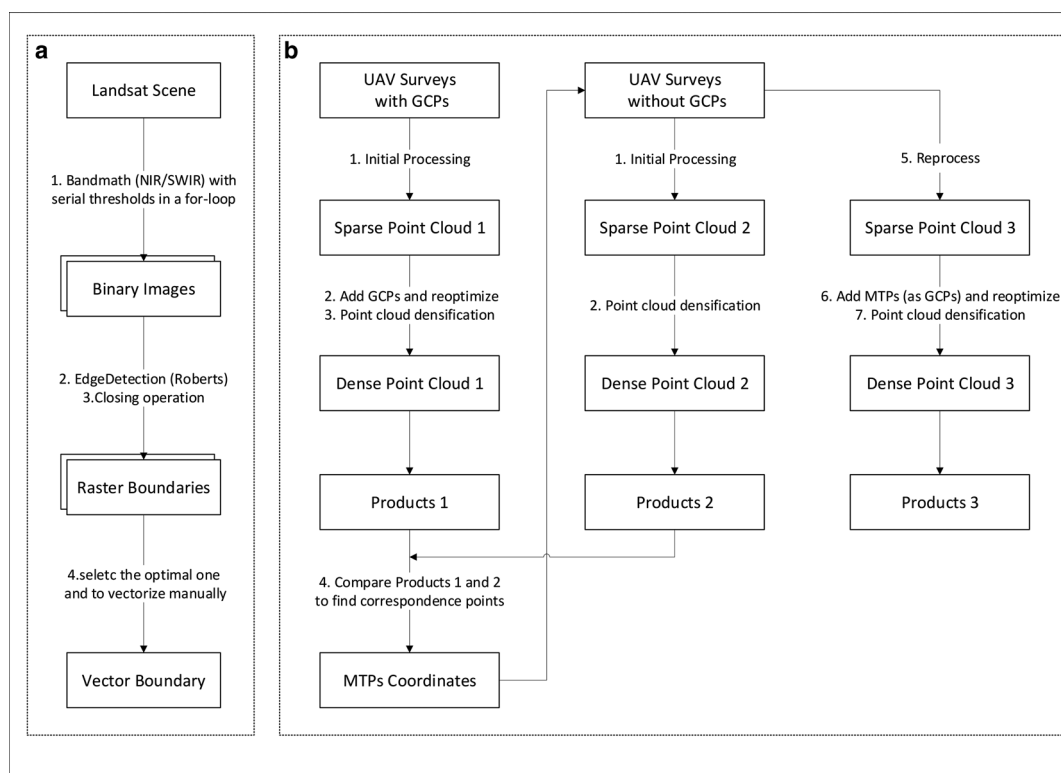 a
Landsat Scene
1. Bandmath (NIR/SWIR) with
serial thresholds in a for-loop
Binary Images
2. EdgeDetection (Roberts)
3.Closing operation
Raster Boundaries
4.seletc the optimal one
and to vectorize manually
Vector Boundary
b
UAV Surveys
with GCPs
1. Initial Processing
Sparse Point Cloud 1
2. Add GCPs and reoptimize
3. Point cloud densification
Dense Point Cloud 1
Products 1
4. Compare Products 1 and 2
to find correspondence points
MTPs Coordinates
UAV Surveys
without GCPs
1. Initial Processing
Sparse Point Cloud 2
2. Point cloud densification
Dense Point Cloud 2
Products 2
5. Reprocess
Sparse Point Cloud 3
6. Add MTPs (as GCPs) and reoptimize
7. Point cloud densification
Dense Point Cloud 3
Products 3